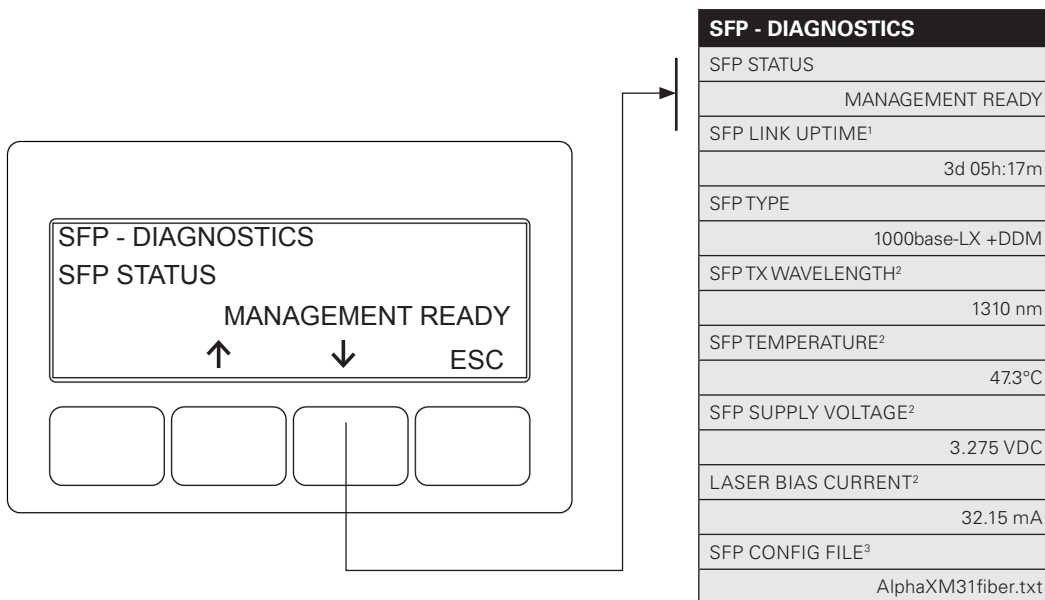 SFP - DIAGNOSTICS
SFP STATUS
MANAGEMENT READY
↑ ↓ ESC
SFP - DIAGNOSTICS
SFP STATUS
MANAGEMENT READY
SFP LINK UPTIME¹
3d 05h:17m
SFP TYPE
1000base-LX +DDM
SFP TX WAVELENGTH²
1310 nm
SFP TEMPERATURE²
47.3°C
SFP SUPPLY VOLTAGE²
3.275 VDC
LASER BIAS CURRENT²
32.15 mA
SFP CONFIG FILE³
AlphaXM31fiber.txt